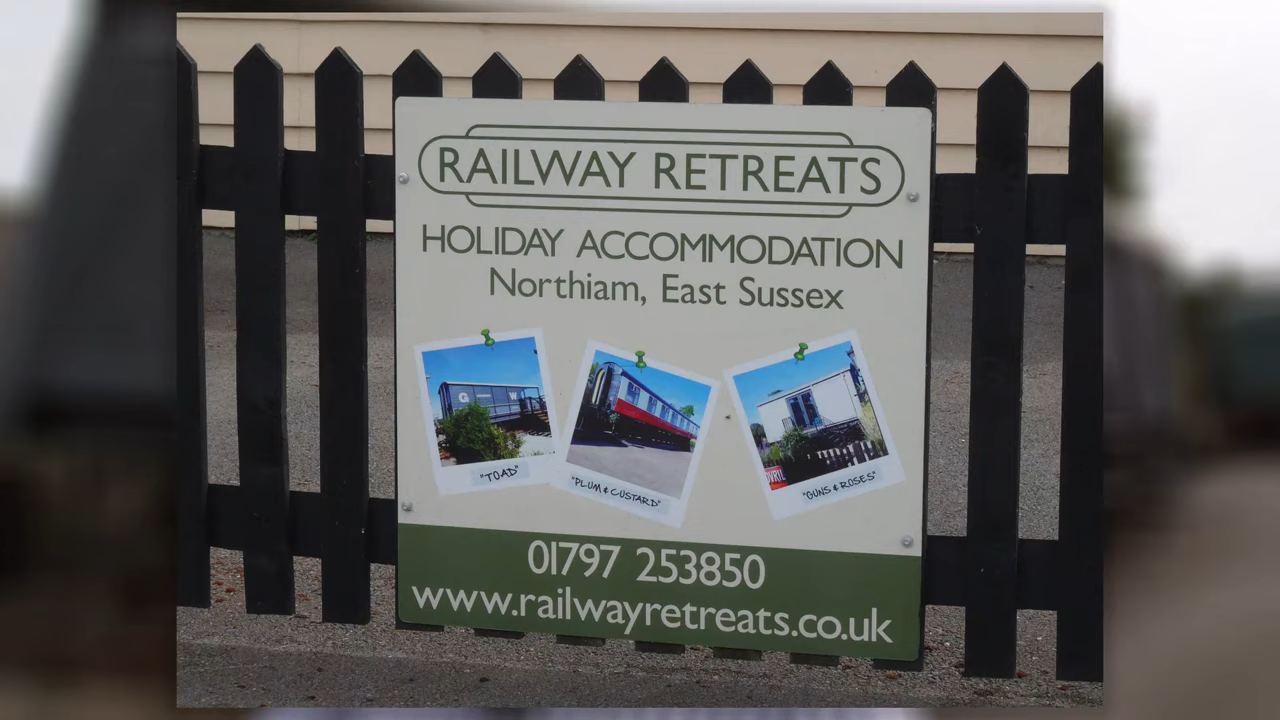 RAILWAY RETREATS
HOLIDAY ACCOMMODATION
Northiam, East Sussex
G W
"TOAD"
"PLUM & CUSTARD"
"GUNS & ROSES"
01797 253850
www.railwayretreats.co.uk